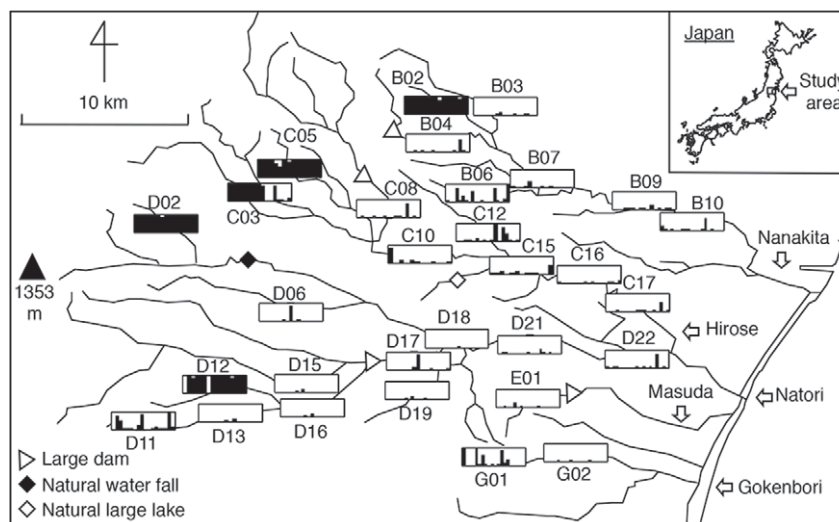 Japan
Study
area
10 km
B02
B03
C05
B04
B06
B07
D02
C03
C08
B09
C12
B10
C10
C15
C16
Nanakita
1353
m
C17
D06
D18
D21
Hirose
D17
D22
D12
D15
E01
Masuda
Natori
D11
D13
D16
D19
Large dam
Natural water fall
G01
G02
Natural large lake
Gokenbori